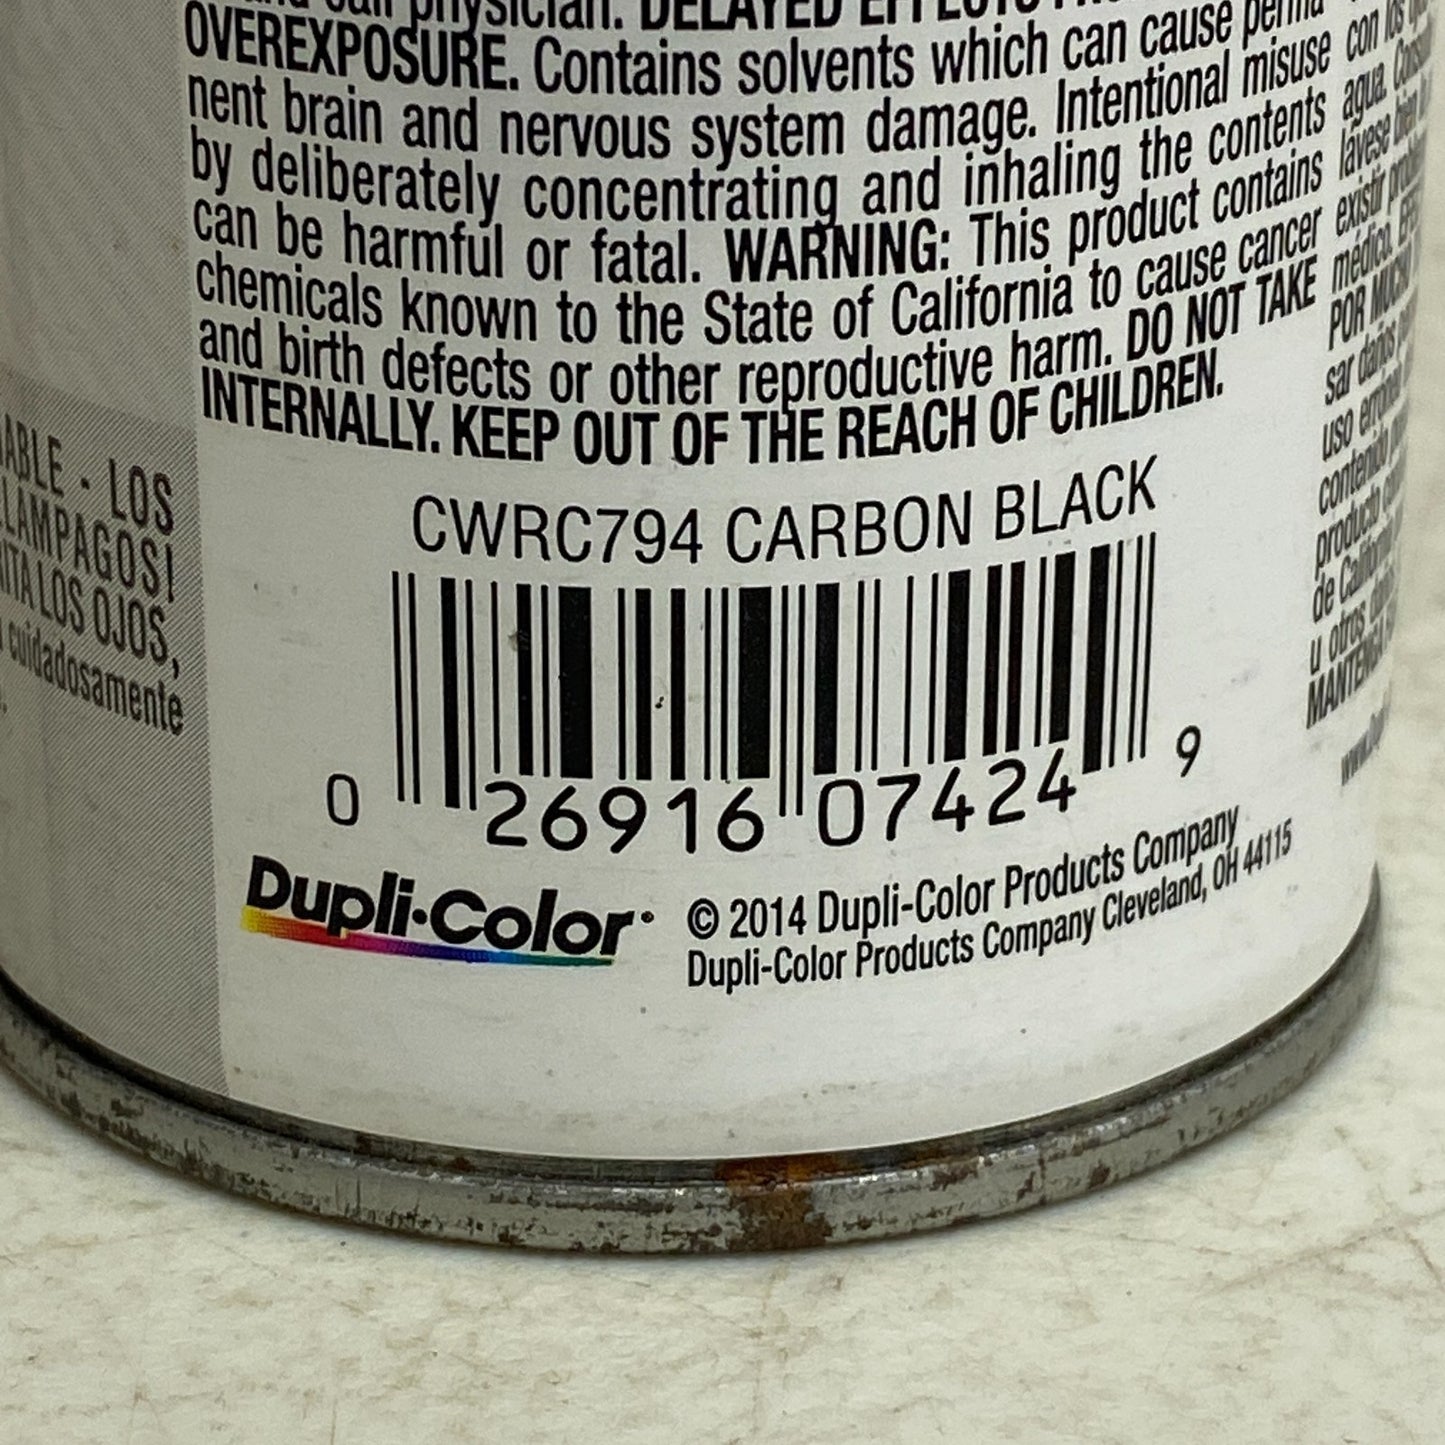 call physician. DELAYED EFFECTS
OVEREXPOSURE. Contains solvents which can cause perma
nent brain and nervous system damage. Intentional misuse
by deliberately concentrating and inhaling the contents
can be harmful or fatal. WARNING: This product contains
chemicals known to the State of California to cause cancer
and birth defects or other reproductive harm. DO NOT TAKE
INTERNALLY. KEEP OUT OF THE REACH OF CHILDREN.
CWRC794 CARBON BLACK
0 26916 07424 9
Dupli-Color
© 2014 Dupli-Color Products Company
Dupli-Color Products Company Cleveland, OH 44115
ABLE - LOS
LAMPAGOS!
ITA LOS OJOS,
cuidadosamente
con los
agua.
lávese bien
existir
médico.
POR MUCHO
sar daños
uso
contenido
producto
de California
u otros
MANTENGA